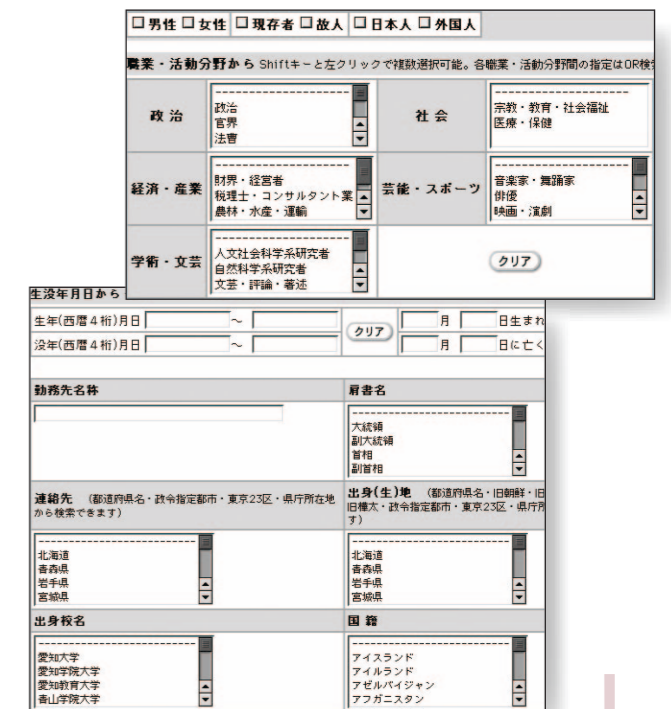 □男性 □女性 □現存者 □故人 □日本人 □外国人
職業・活動分野から Shiftキーと左クリックで複数選択可能。各職業・活動分野間の指定はOR検
政治
政治
官界
法曹
社会
宗教・教育・社会福祉
医療・保健
経済・産業
財界・経営者
税理士・コンサルタント業
農林・水産・運輸
芸能・スポーツ
音楽家・舞踊家
俳優
映画・演劇
学術・文芸
人文社会科学系研究者
自然科学系研究者
文芸・評論・著述
クリア
生没年月日から
生年(西暦4桁)月日 ～ クリア 月 日生まれ
没年(西暦4桁)月日 ～ 月 日に亡く
勤務先名称
肩書名
大統領
副大統領
首相
副首相
連絡先 (都道府県名・政令指定都市・東京23区・県庁所在地
から検索できます)
出身(生)地 (都道府県名・旧朝鮮・旧
旧樺太・政令指定都市・東京23区・県庁所
す)
北海道
青森県
岩手県
宮城県
北海道
青森県
岩手県
宮城県
出身校名
国籍
愛知大学
愛知学院大学
愛知教育大学
青山学院大学
アイスランド
アイルランド
アゼルバイジャン
アフガニスタン